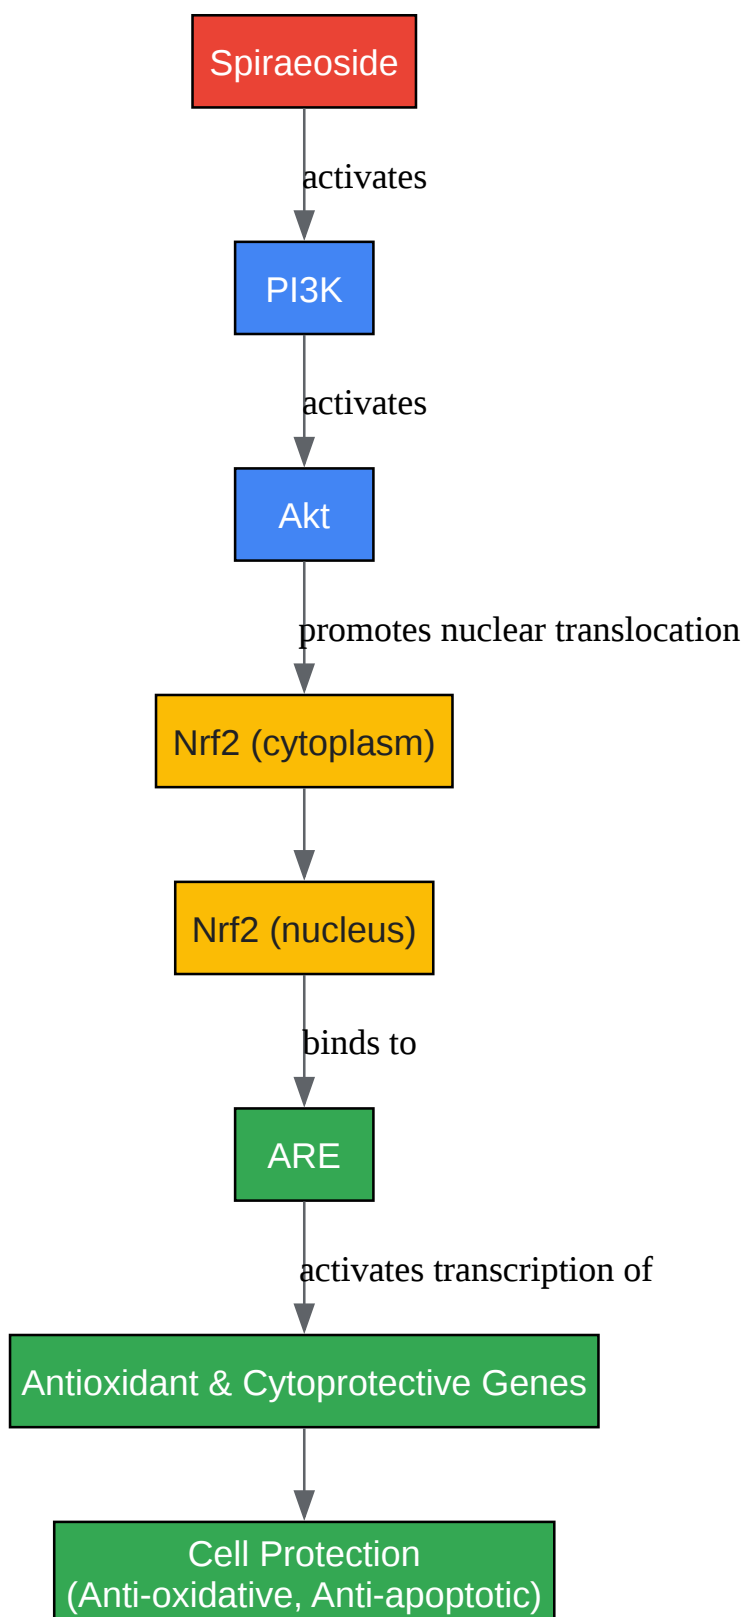 Spiraeoside
activates
PI3K
activates
Akt
promotes nuclear translocation
Nrf2 (cytoplasm)
Nrf2 (nucleus)
binds to
ARE
activates transcription of
Antioxidant & Cytoprotective Genes
Cell Protection
(Anti-oxidative, Anti-apoptotic)